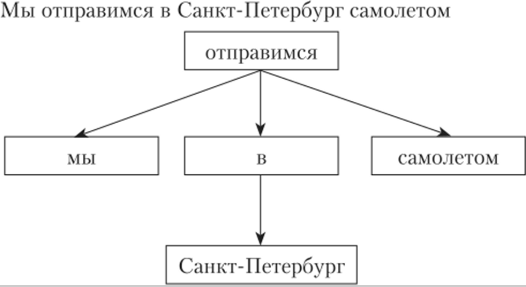 Мы отправимся в Санкт-Петербург самолетом
отправимся
мы
в
самолетом
Санкт-Петербург